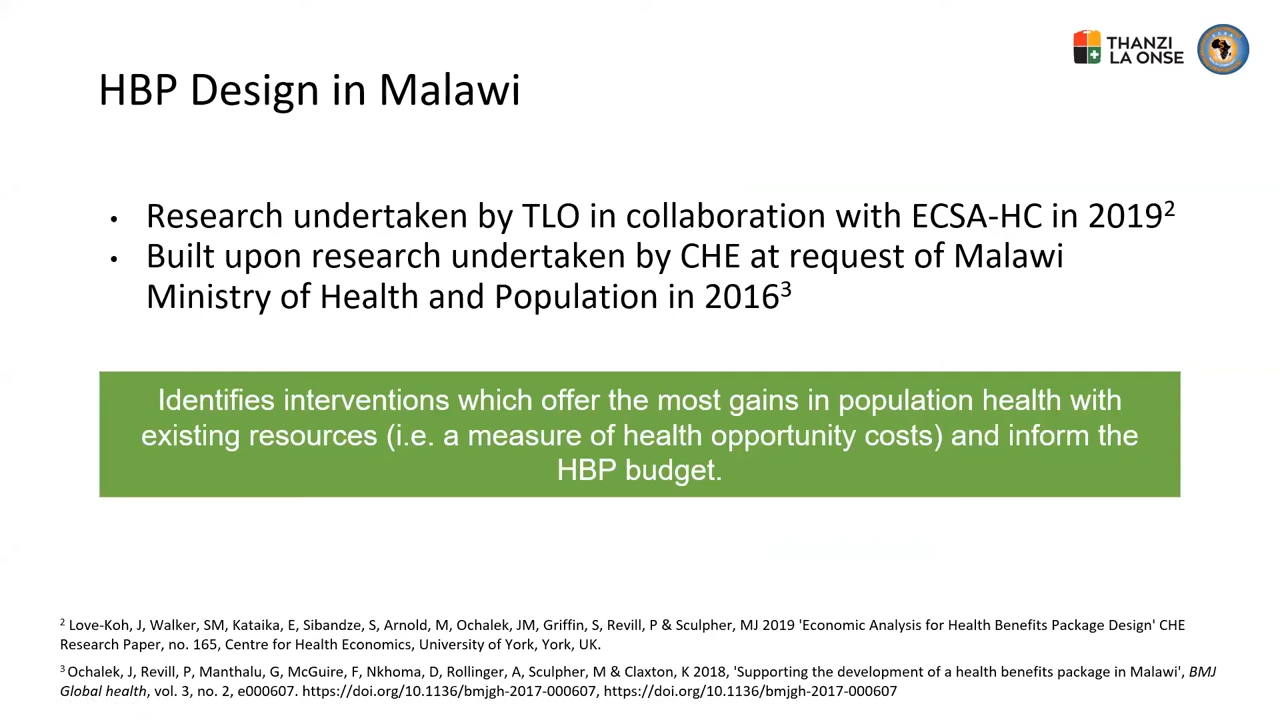 THANZI
LA ONSE
HBP Design in Malawi
• Research undertaken by TLO in collaboration with ECSA-HC in 2019²
• Built upon research undertaken by CHE at request of Malawi
Ministry of Health and Population in 2016³
Identifies interventions which offer the most gains in population health with
existing resources (i.e. a measure of health opportunity costs) and inform the
HBP budget.
² Love-Koh, J, Walker, SM, Kataika, E, Sibandze, S, Arnold, M, Ochalek, JM, Griffin, S, Revill, P & Sculpher, MJ 2019 'Economic Analysis for Health Benefits Package Design' CHE
Research Paper, no. 165, Centre for Health Economics, University of York, York, UK.
³ Ochalek, J, Revill, P, Manthalu, G, McGuire, F, Nkhoma, D, Rollinger, A, Sculpher, M & Claxton, K 2018, 'Supporting the development of a health benefits package in Malawi', BMJ
Global health, vol. 3, no. 2, e000607. https://doi.org/10.1136/bmjgh-2017-000607, https://doi.org/10.1136/bmjgh-2017-000607